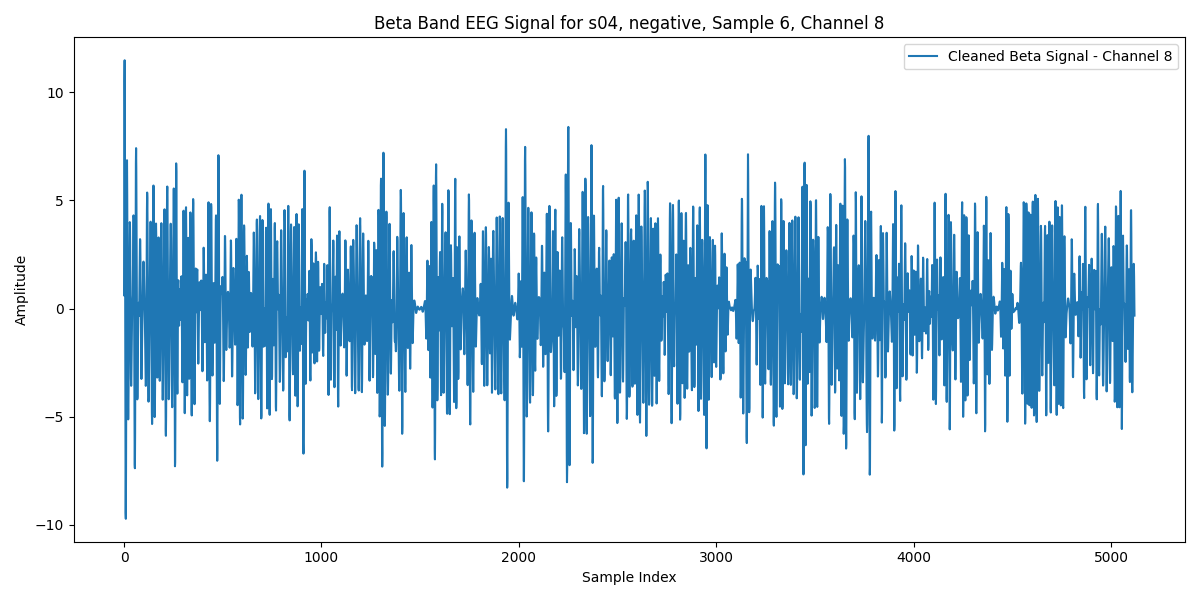 Beta Band EEG Signal for s04, negative, Sample 6, Channel 8
Cleaned Beta Signal - Channel 8
Amplitude
10
5
0
−5
−10
0 1000 2000 3000 4000 5000
Sample Index